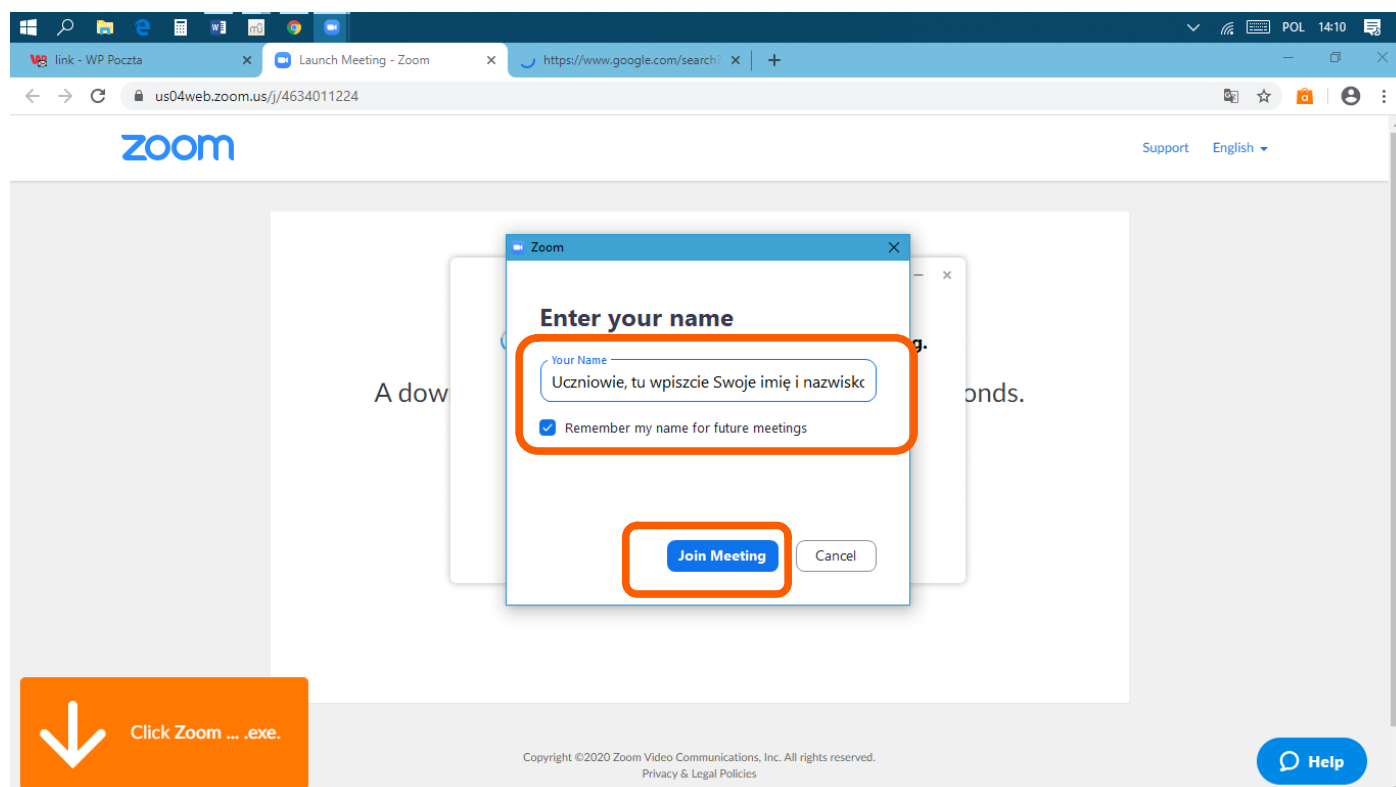 POL 14:10
link - WP Poczta
Launch Meeting - Zoom
https://www.google.com/search?
us04web.zoom.us/j/4634011224
zoom
Support English
Zoom
Enter your name
g.
Your Name
Uczniowie, tu wpiszcie Swoje imię i nazwisko
A dow
onds.
Remember my name for future meetings
Join Meeting
Cancel
Click Zoom ... .exe.
Copyright ©2020 Zoom Video Communications, Inc. All rights reserved.
Privacy & Legal Policies
Help